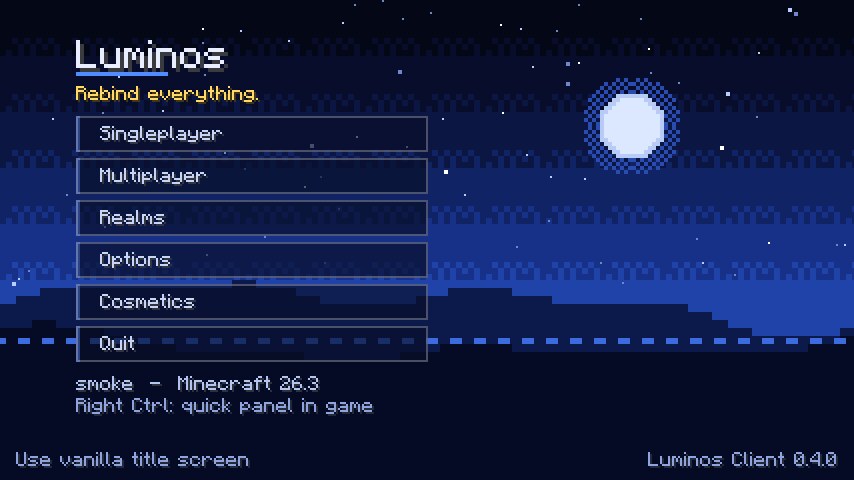 Luminos
Rebind everything.
Singleplayer
Multiplayer
Realms
Options
Cosmetics
Quit
smoke – Minecraft 26.3
Right Ctrl: quick panel in game
Use vanilla title screen
Luminos Client 0.4.0